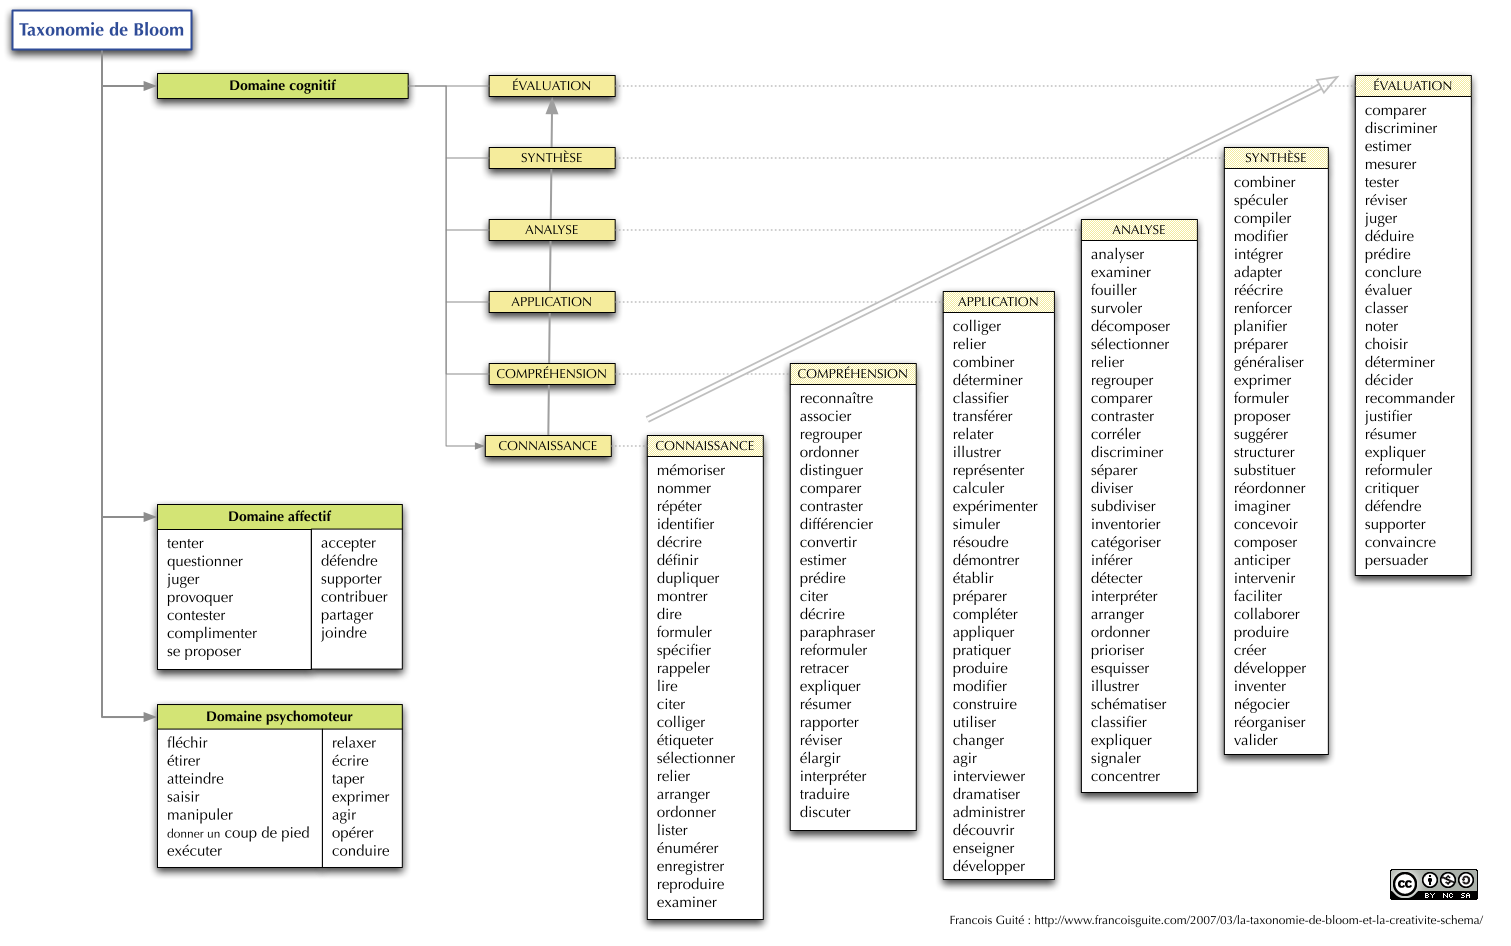 Taxonomie de Bloom
Domaine cognitif
ÉVALUATION
SYNTHÈSE
ANALYSE
APPLICATION
COMPRÉHENSION
CONNAISSANCE
Domaine affectif
tenter
questionner
juger
provoquer
contester
complimenter
se proposer
accepter
défendre
supporter
contribuer
partager
joindre
Domaine psychomoteur
fléchir
étirer
atteindre
saisir
manipuler
donner un coup de pied
exécuter
relaxer
écrire
taper
exprimer
agir
opérer
conduire
CONNAISSANCE
mémoriser
nommer
répéter
identifier
décrire
définir
dupliquer
montrer
dire
formuler
spécifier
rappeler
lire
citer
colliger
étiqueter
sélectionner
relier
arranger
ordonner
lister
énumérer
enregistrer
reproduire
examiner
COMPRÉHENSION
reconnaître
associer
regrouper
ordonner
distinguer
comparer
contraster
différencier
convertir
estimer
prédire
citer
décrire
paraphraser
reformuler
retracer
expliquer
résumer
rapporter
réviser
élargir
interpréter
traduire
discuter
APPLICATION
colliger
relier
combiner
déterminer
classifier
transférer
relater
illustrer
représenter
calculer
expérimenter
simuler
résoudre
démontrer
établir
préparer
compléter
appliquer
pratiquer
produire
modifier
construire
utiliser
changer
agir
interviewer
dramatiser
administrer
découvrir
enseigner
développer
ANALYSE
analyser
examiner
fouiller
survoler
décomposer
sélectionner
relier
regrouper
comparer
contraster
corréler
discriminer
séparer
diviser
subdiviser
inventorier
catégoriser
inférer
détecter
interpréter
arranger
ordonner
prioriser
esquisser
illustrer
schématiser
classifier
expliquer
signaler
concentrer
SYNTHÈSE
combiner
spéculer
compiler
modifier
intégrer
adapter
réécrire
renforcer
planifier
préparer
généraliser
exprimer
formuler
proposer
suggérer
structurer
substituer
réordonner
imaginer
concevoir
composer
anticiper
intervenir
faciliter
collaborer
produire
créer
développer
inventer
négocier
réorganiser
valider
ÉVALUATION
comparer
discriminer
estimer
mesurer
tester
réviser
juger
déduire
prédire
conclure
évaluer
classer
noter
choisir
déterminer
décider
recommander
justifier
résumer
expliquer
reformuler
critiquer
défendre
supporter
convaincre
persuader
cc
BY NC SA
Francois Guité : http://www.francoisguite.com/2007/03/la-taxonomie-de-bloom-et-la-creativite-schema/